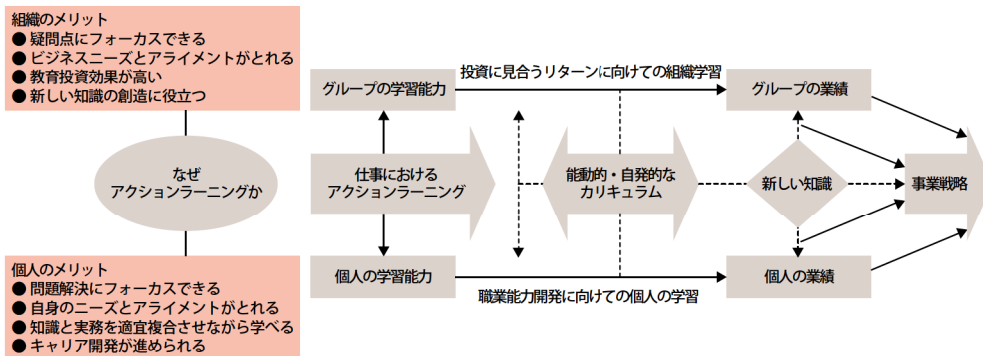 組織のメリット
● 疑問点にフォーカスできる
● ビジネスニーズとアライメントがとれる
● 教育投資効果が高い
● 新しい知識の創造に役立つ
なぜ
アクションラーニングか
個人のメリット
● 問題解決にフォーカスできる
● 自身のニーズとアライメントがとれる
● 知識と実務を適宜複合させながら学べる
● キャリア開発が進められる
グループの学習能力
投資に見合うリターンに向けての組織学習
グループの業績
仕事における
アクションラーニング
能動的・自発的な
カリキュラム
新しい知識
事業戦略
個人の学習能力
職業能力開発に向けての個人の学習
個人の業績